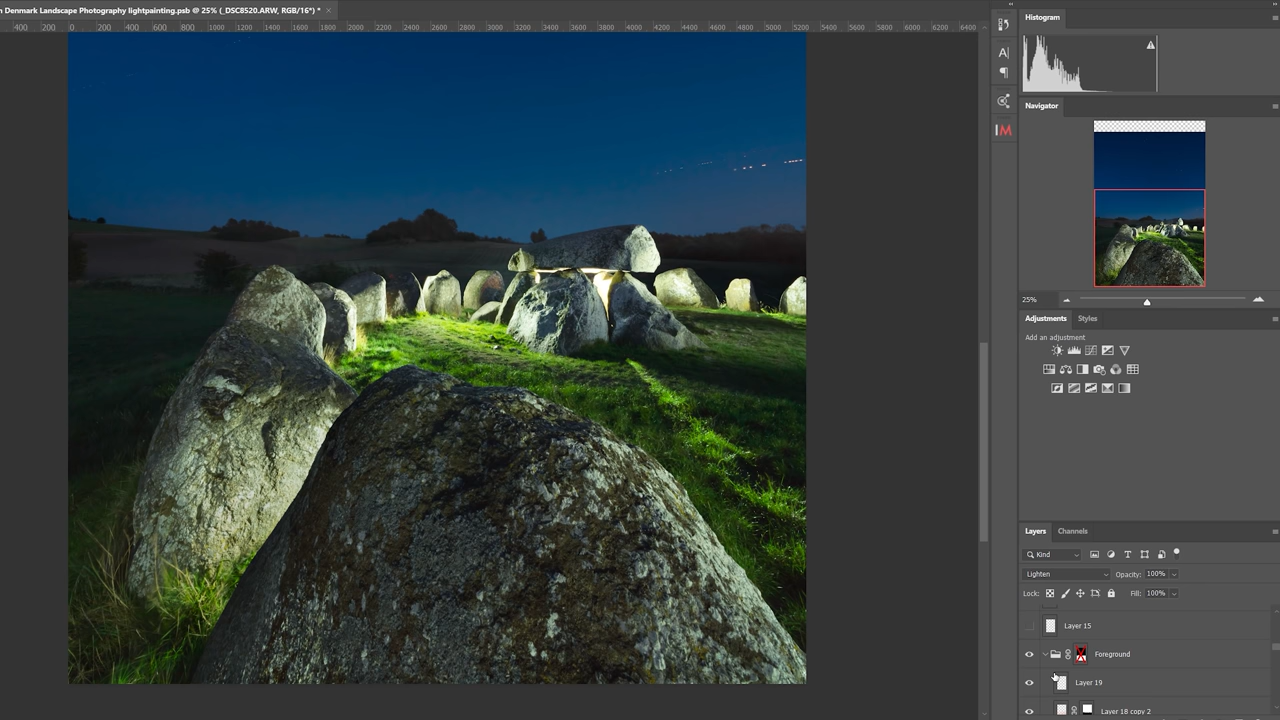 n Denmark Landscape Photography lightpainting.psb @ 25% (_DSC8520.ARW, RGB/16*) * ×
400 200 0 200 400 600 800 1000 1200 1400 1600 1800 2000 2200 2400 2600 2800 3000 3200 3400 3600 3800 4000 4200 4400 4600 4800 5000 5200 5400 5600 5800 6000 6200 6400
Histogram
A|
IM
Navigator
25%
Adjustments Styles
Add an adjustment
Layers Channels
Kind
Lighten Opacity: 100%
Lock: Fill: 100%
Layer 15
Foreground
Layer 19
Layer 18 copy 2